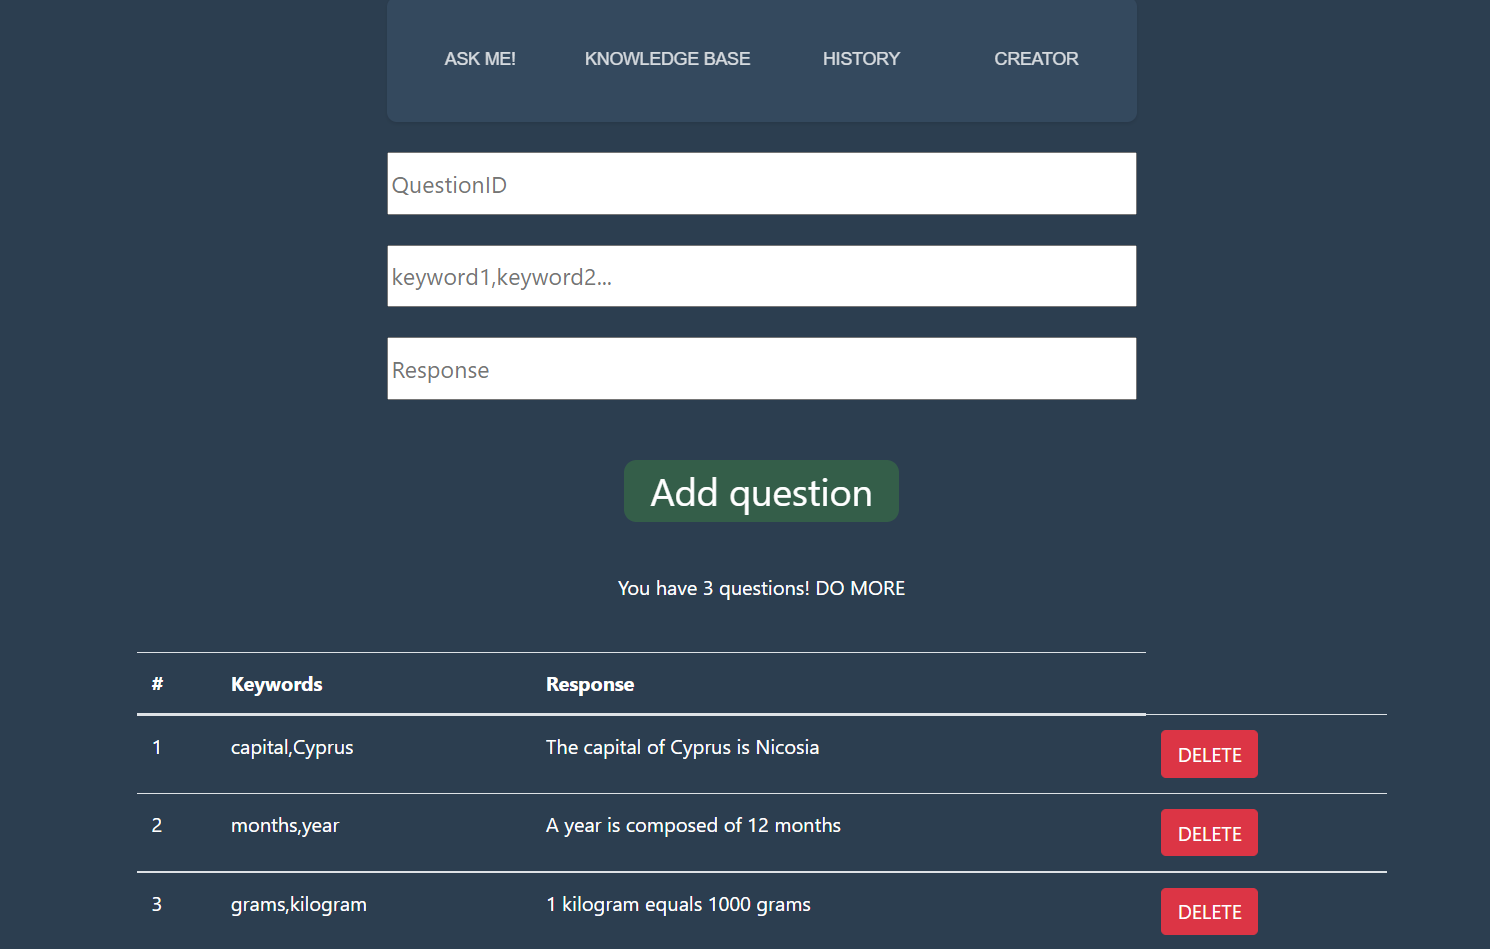 ASK ME! KNOWLEDGE BASE HISTORY CREATOR
QuestionID
keyword1,keyword2...
Response
Add question
You have 3 questions! DO MORE
# Keywords Response
1 capital,Cyprus The capital of Cyprus is Nicosia DELETE
2 months,year A year is composed of 12 months DELETE
3 grams,kilogram 1 kilogram equals 1000 grams DELETE